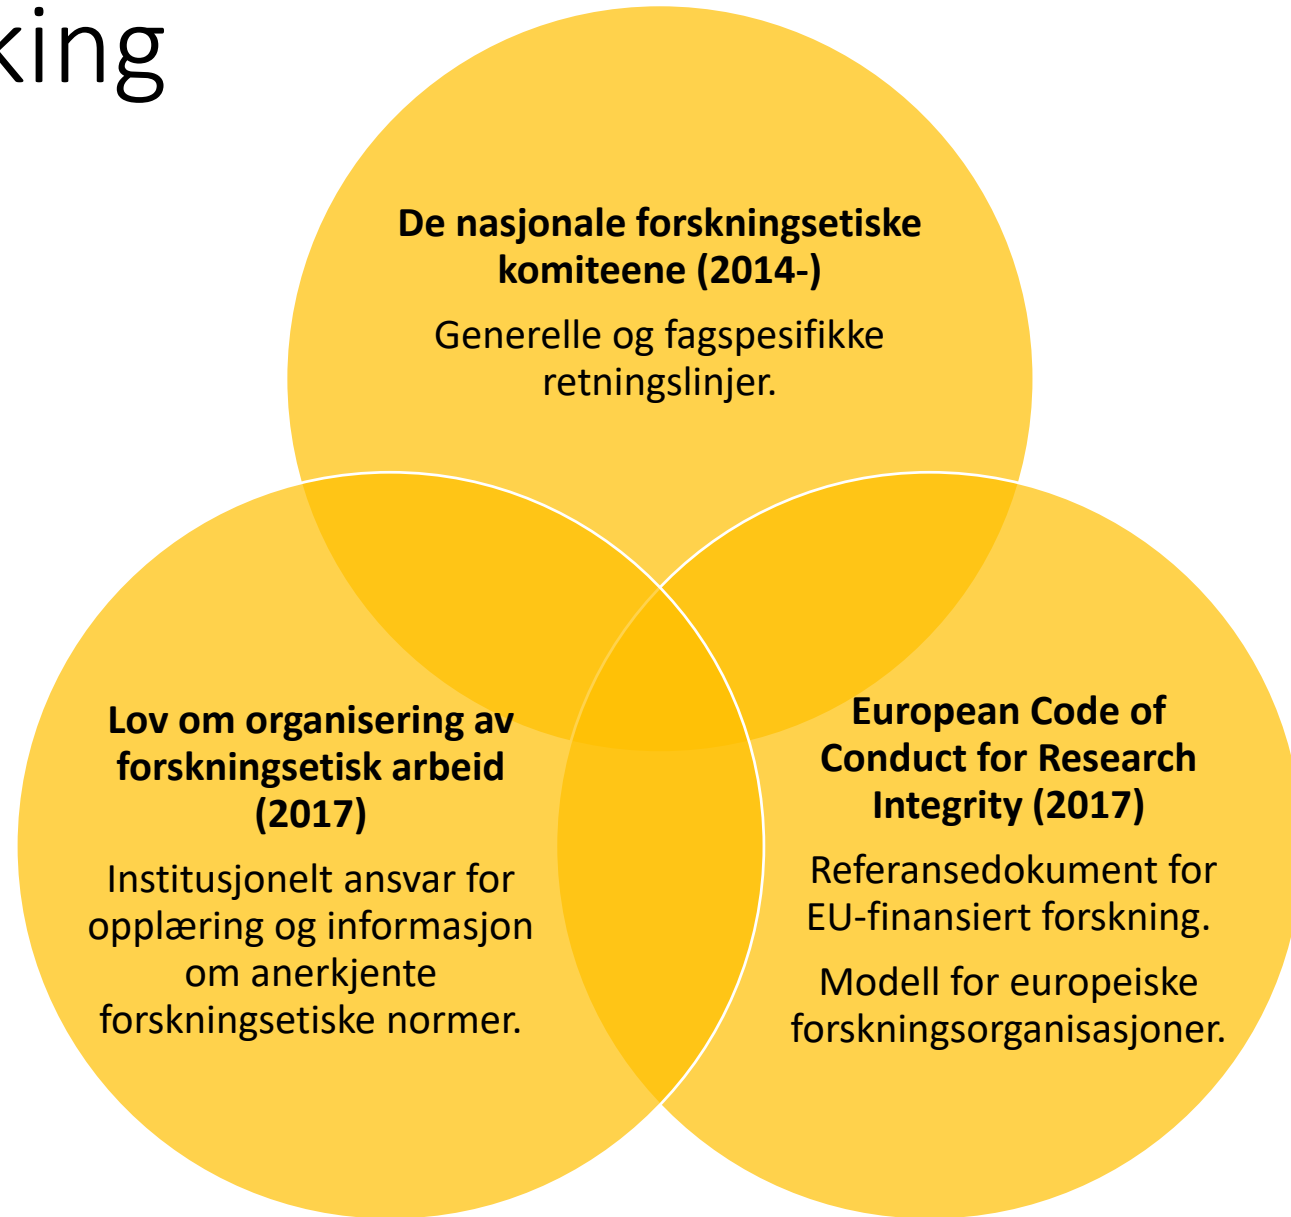 king
De nasjonale forskningsetiske
komiteene (2014-)
Generelle og fagspesifikke
retningslinjer.
Lov om organisering av
forskningsetisk arbeid
(2017)
Institusjonelt ansvar for
opplæring og informasjon
om anerkjente
forskningsetiske normer.
European Code of
Conduct for Research
Integrity (2017)
Referansedokument for
EU-finansiert forskning.
Modell for europeiske
forskningsorganisasjoner.